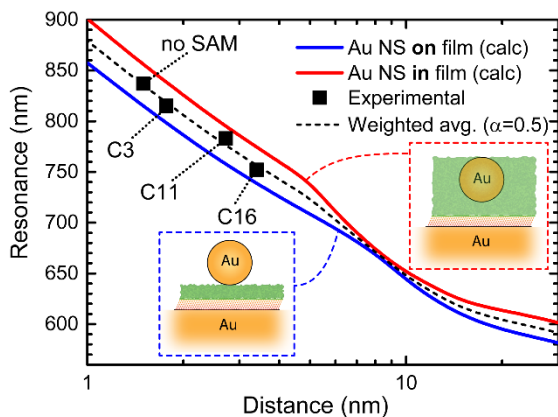 900
850
800
750
700
650
600
Resonance (nm)
no SAM
C3
C11
C16
Au NS on film (calc)
Au NS in film (calc)
Experimental
Weighted avg. (α=0.5)
Au
Au
Au
Au
1
10
Distance (nm)